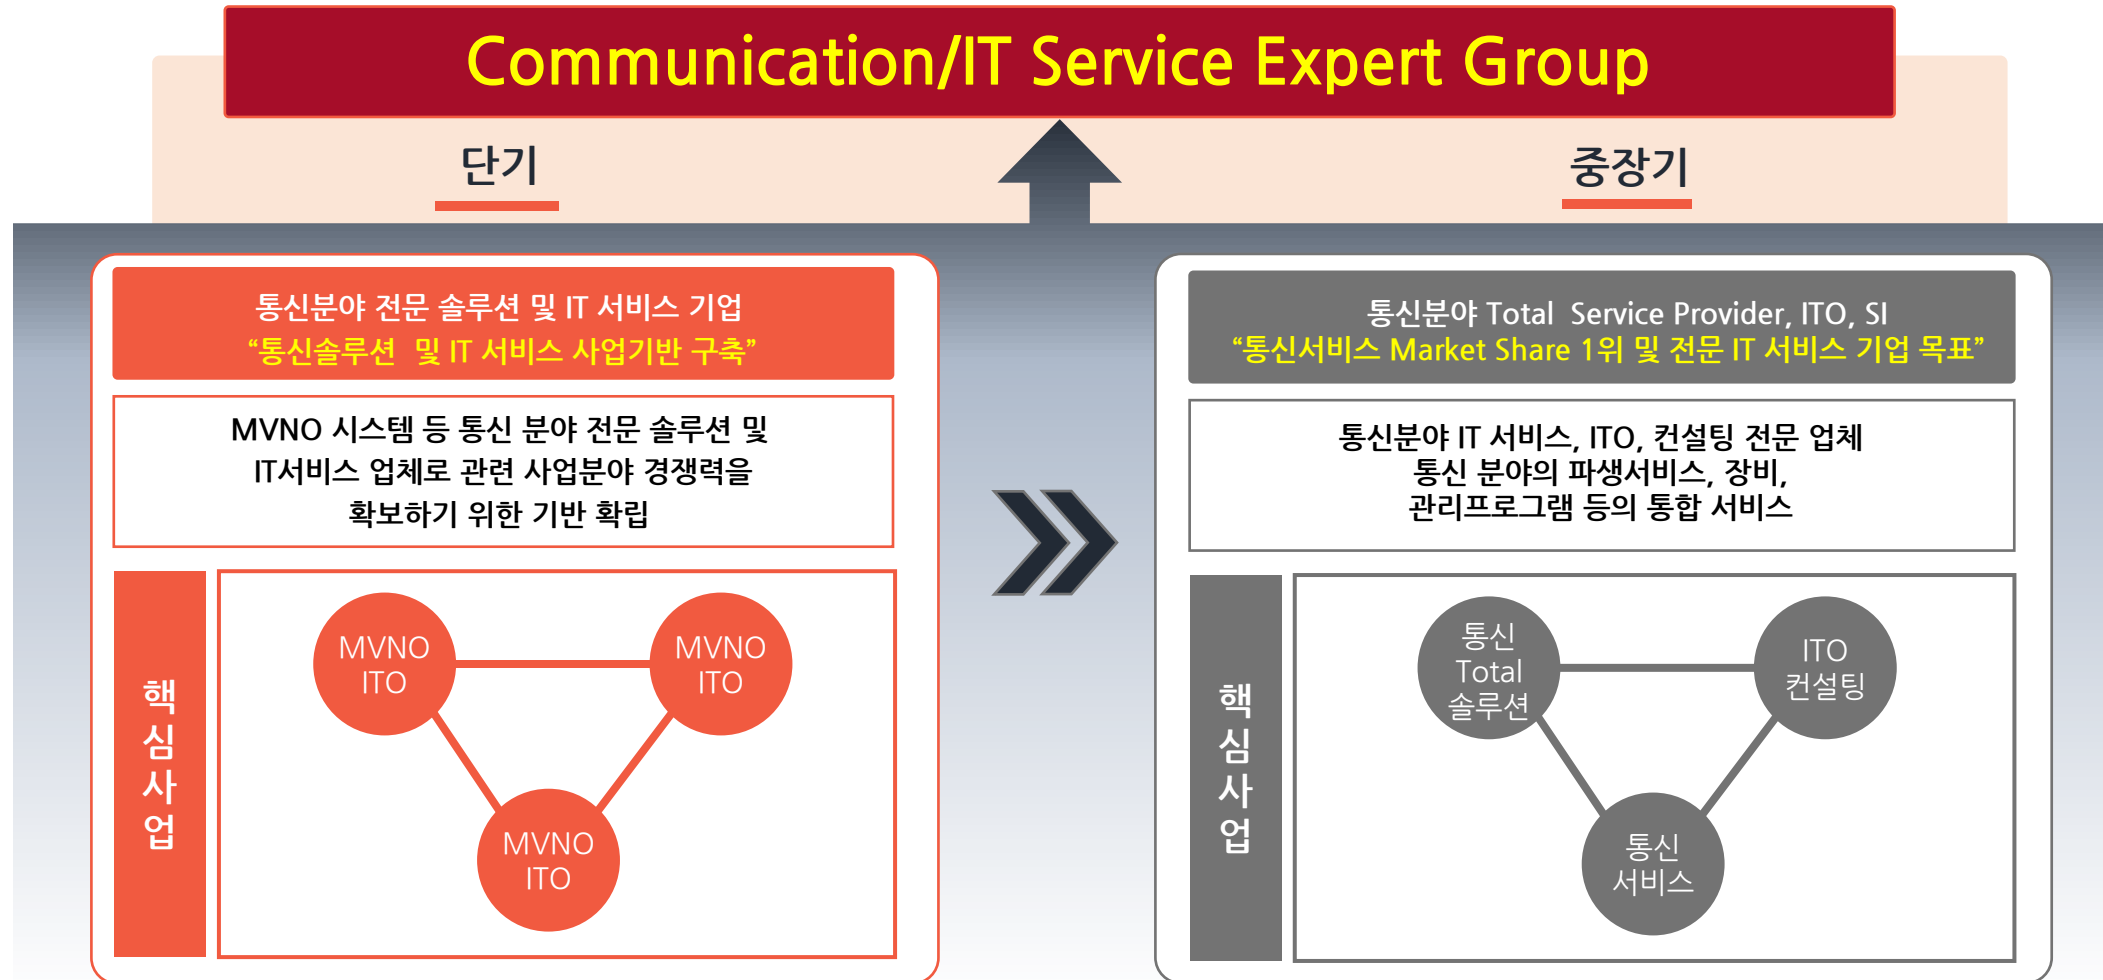 Communication/IT Service Expert Group
단기
중장기
통신분야 전문 솔루션 및 IT 서비스 기업
“통신솔루션 및 IT 서비스 사업기반 구축”
MVNO 시스템 등 통신 분야 전문 솔루션 및
IT서비스 업체로 관련 사업분야 경쟁력을
확보하기 위한 기반 확립
핵
심
사
업
MVNO
ITO
MVNO
ITO
MVNO
ITO
통신분야 Total Service Provider, ITO, SI
“통신서비스 Market Share 1위 및 전문 IT 서비스 기업 목표”
통신분야 IT 서비스, ITO, 컨설팅 전문 업체
통신 분야의 파생서비스, 장비,
관리프로그램 등의 통합 서비스
핵
심
사
업
통신
Total
솔루션
ITO
컨설팅
통신
서비스